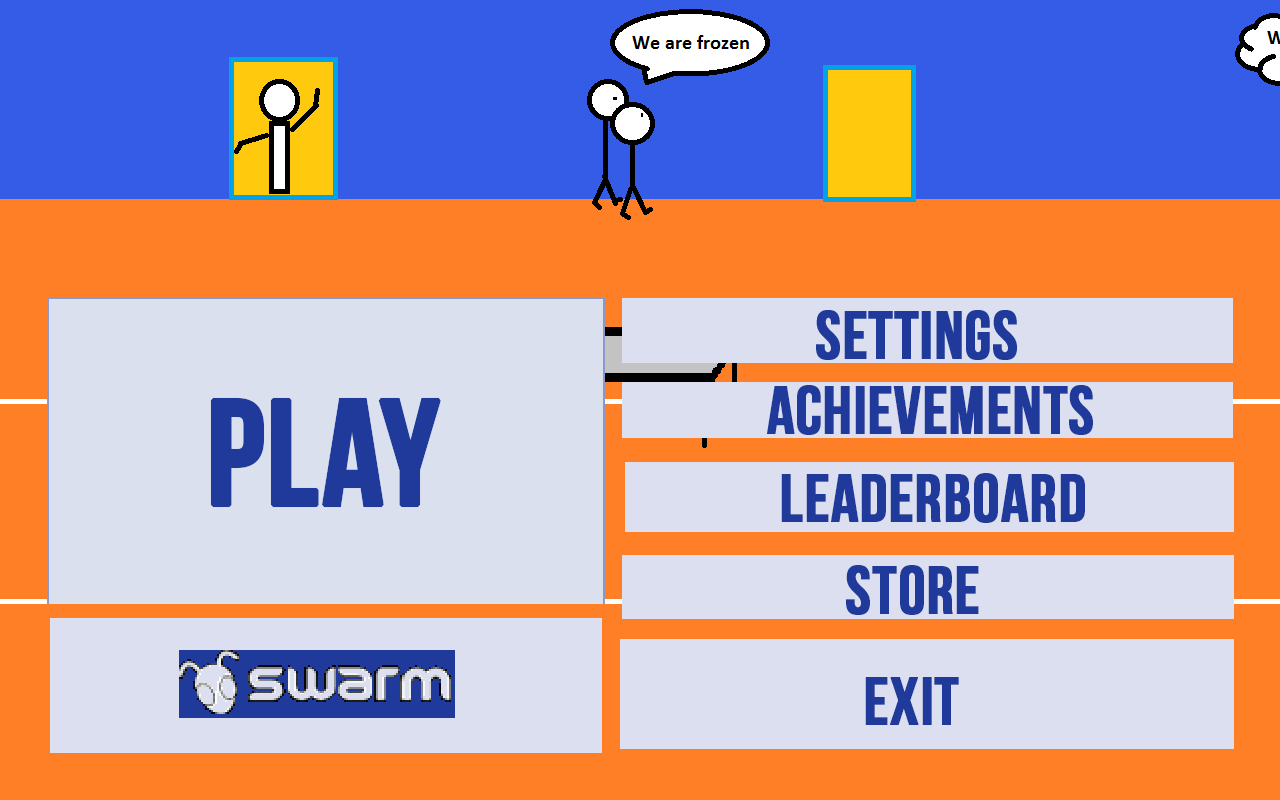 We are frozen
W
PLAY
SETTINGS
ACHIEVEMENTS
LEADERBOARD
STORE
swarm
EXIT